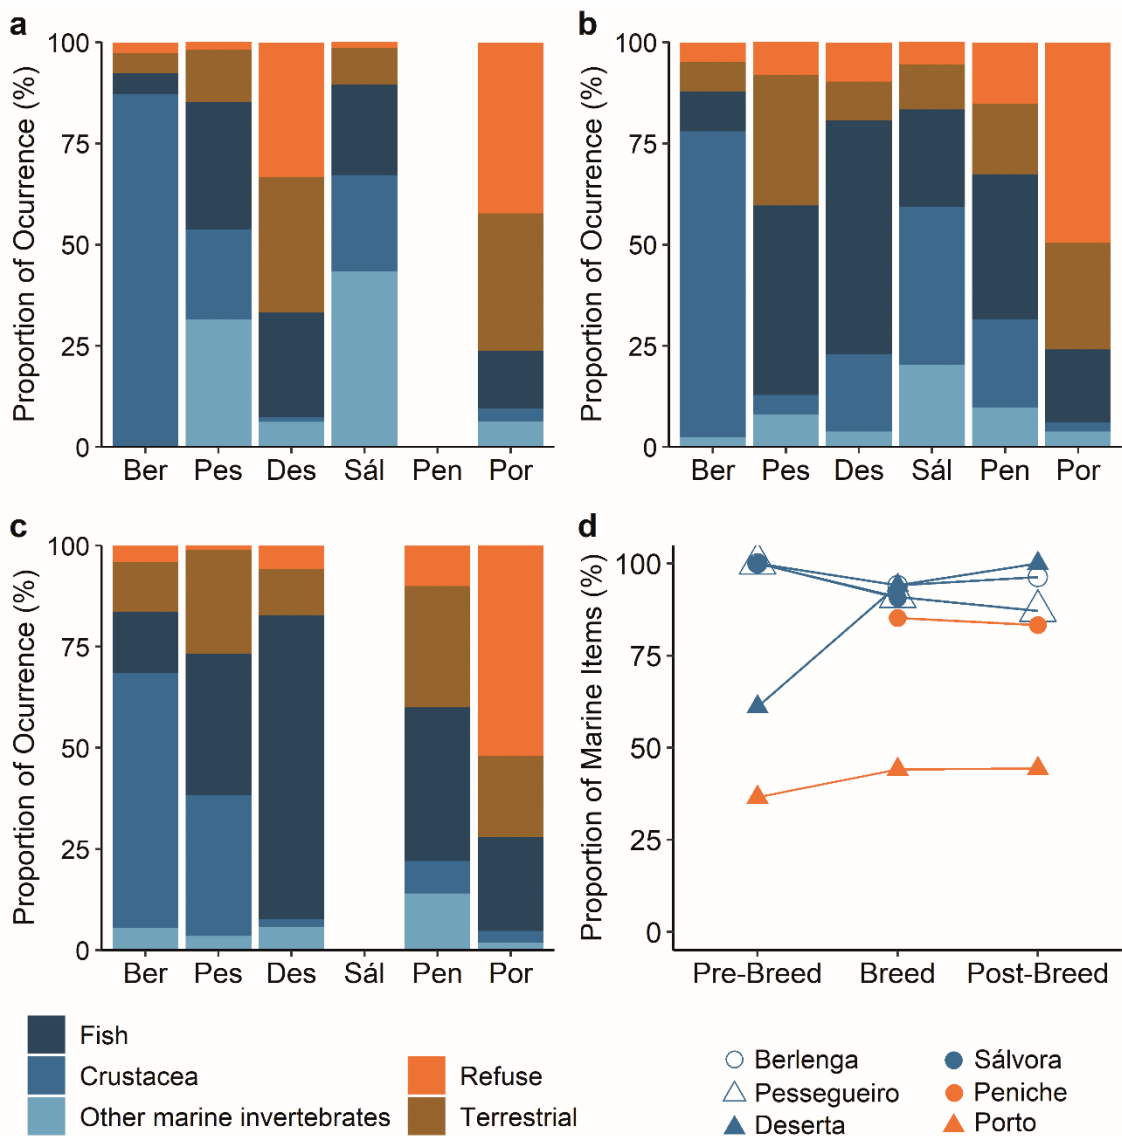 a
Proportion of Ocurrence (%)
100
75
50
25
0
Ber Pes Des Sál Pen Por
b
Proportion of Ocurrence (%)
100
75
50
25
0
Ber Pes Des Sál Pen Por
c
Proportion of Ocurrence (%)
100
75
50
25
0
Ber Pes Des Sál Pen Por
d
Proportion of Marine Items (%)
100
75
50
25
0
Pre-Breed Breed Post-Breed
Fish
Crustacea
Other marine invertebrates
Refuse
Terrestrial
Berlenga
Pessegueiro
Deserta
Sálvora
Peniche
Porto